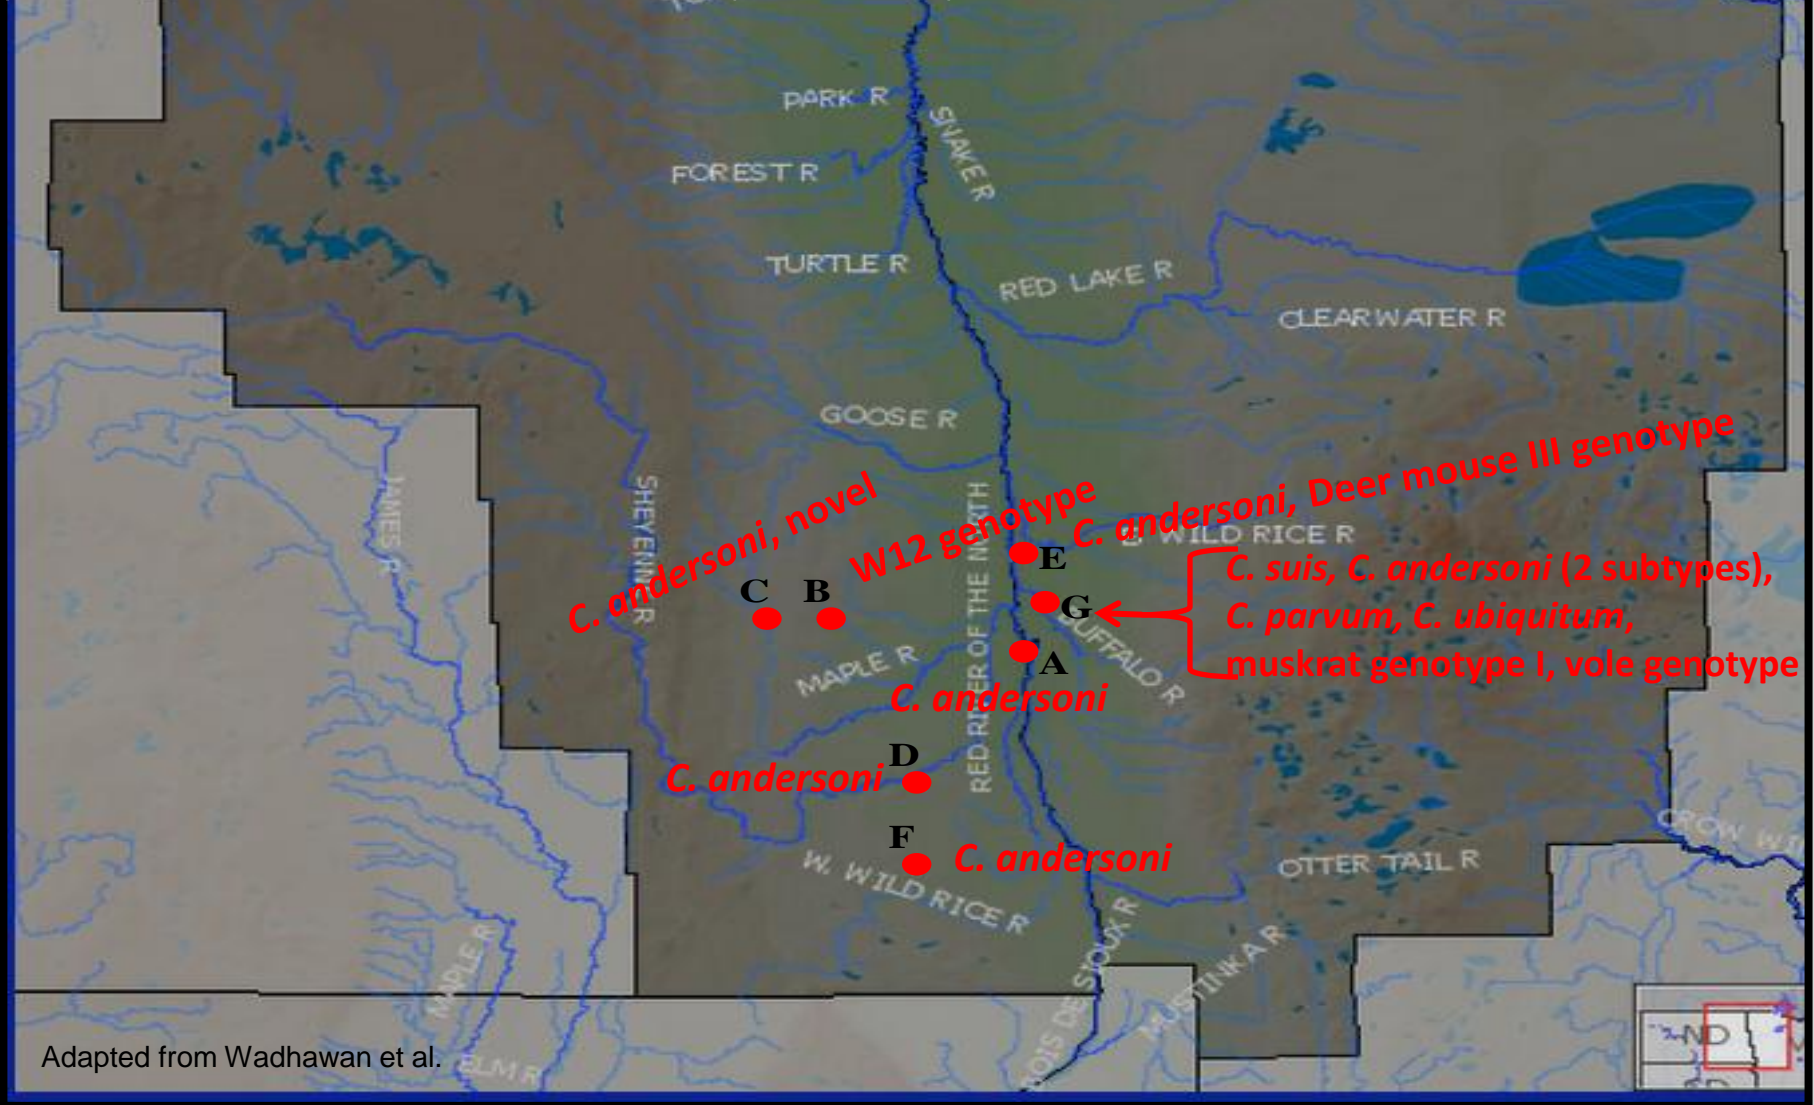 PARK R
SNAKE R
FOREST R
TURTLE R
RED LAKE R
CLEARWATER R
GOOSE R
JAMES R
SHEYENNE R
RED RIVER OF THE NORTH
C. andersoni, novel
W12 genotype
C. andersoni, Deer mouse III genotype
WILD RICE R
E
C
B
G
C. suis, C. andersoni (2 subtypes),
C. parvum, C. ubiquitum,
muskrat genotype I, vole genotype
BUFFALO R
A
MAPLE R
C. andersoni
D
C. andersoni
F
C. andersoni
W. WILD RICE R
OTTER TAIL R
CROW WI
MAPLE R
BOIS DE SIOUX R
MUSTINKA R
ELM R
Adapted from Wadhawan et al.
ND